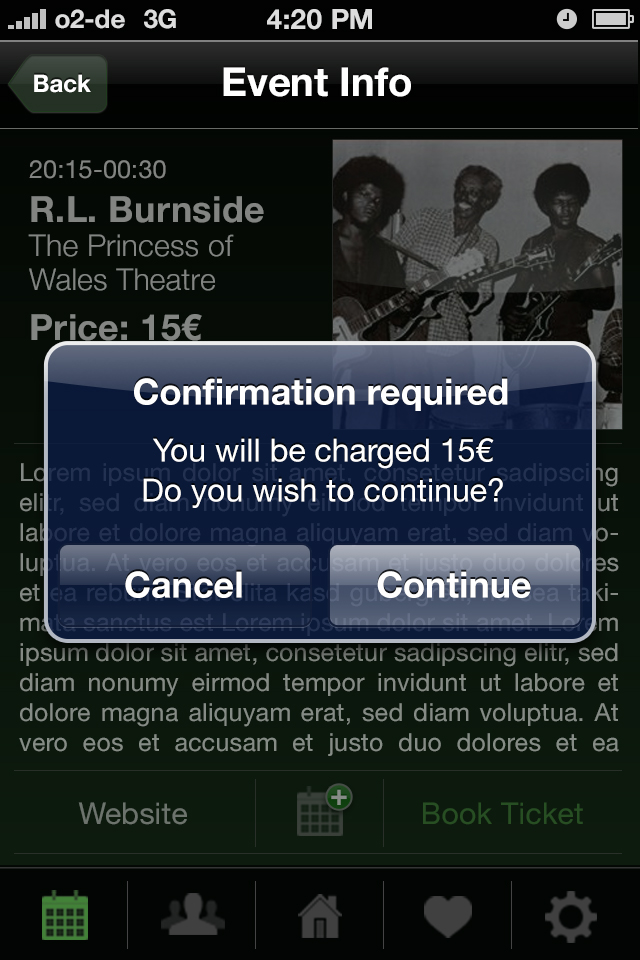 o2-de 3G 4:20 PM
Back
Event Info
20:15-00:30
R.L. Burnside
The Princess of
Wales Theatre
Price: 15€
Confirmation required
You will be charged 15€
Do you wish to continue?
Cancel
Continue
Lorem ipsum dolor sit amet, consetetur sadipscing
elitr, sed diam nonumy eirmod tempor invidunt ut
labore et dolore magna aliquyam erat, sed diam vo-
luptua. At vero eos et accusam et justo duo dolores
et ea rebum. Stet clita kasd gubergren, no sea taki-
mata sanctus est Lorem ipsum dolor sit amet. Lorem
ipsum dolor sit amet, consetetur sadipscing elitr, sed
diam nonumy eirmod tempor invidunt ut labore et
dolore magna aliquyam erat, sed diam voluptua. At
vero eos et accusam et justo duo dolores et ea
Website
Book Ticket